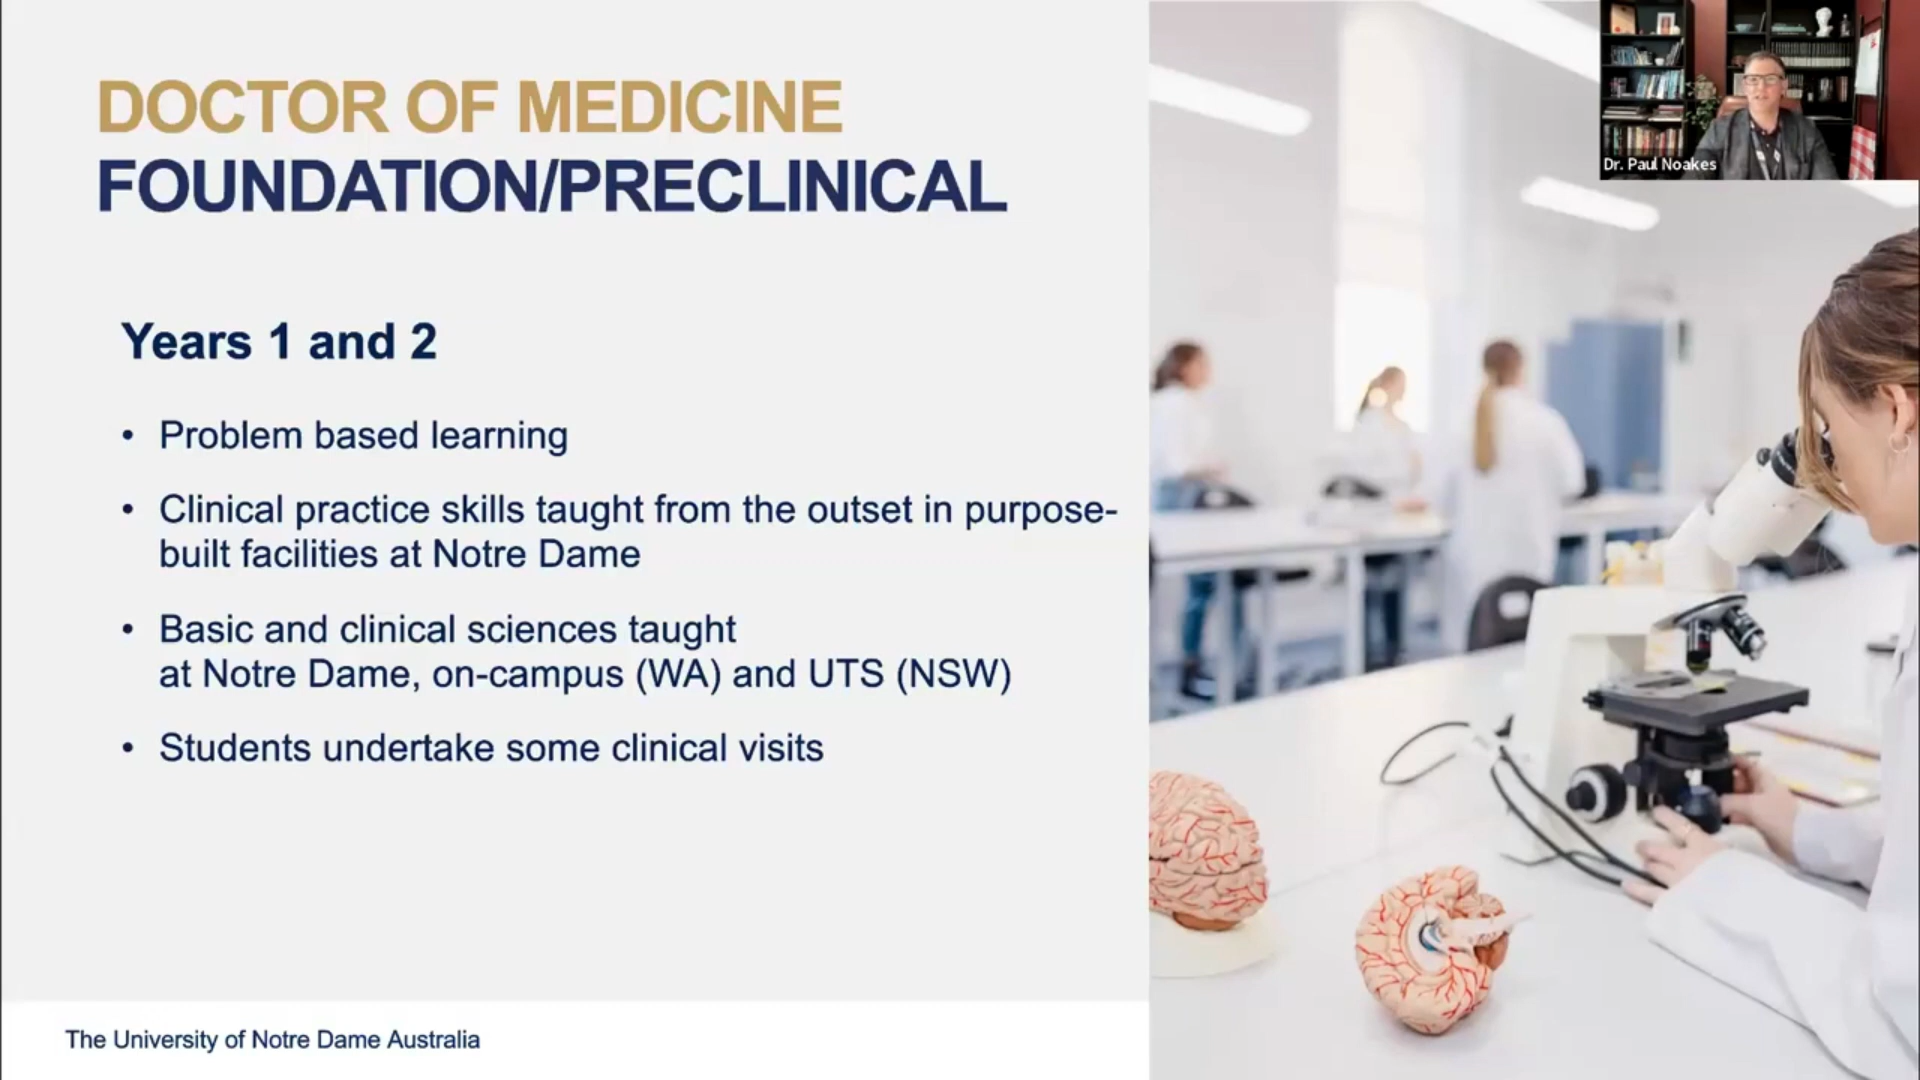 DOCTOR OF MEDICINE
FOUNDATION/PRECLINICAL
Dr. Paul Noakes
Years 1 and 2
• Problem based learning
• Clinical practice skills taught from the outset in purpose-
built facilities at Notre Dame
• Basic and clinical sciences taught
at Notre Dame, on-campus (WA) and UTS (NSW)
• Students undertake some clinical visits
The University of Notre Dame Australia